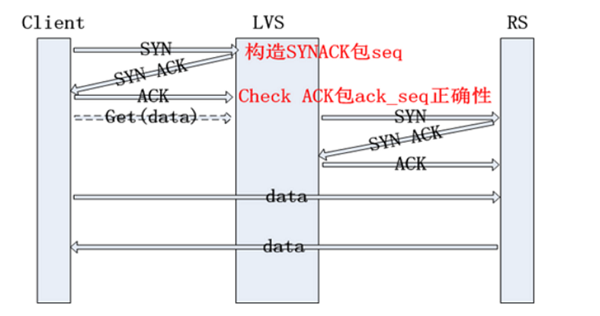 Client LVS RS
SYN
构造SYNACK包seq
SYN ACK
ACK
Check ACK包ack_seq正确性
Get(data)
SYN
SYN ACK
ACK
data
data